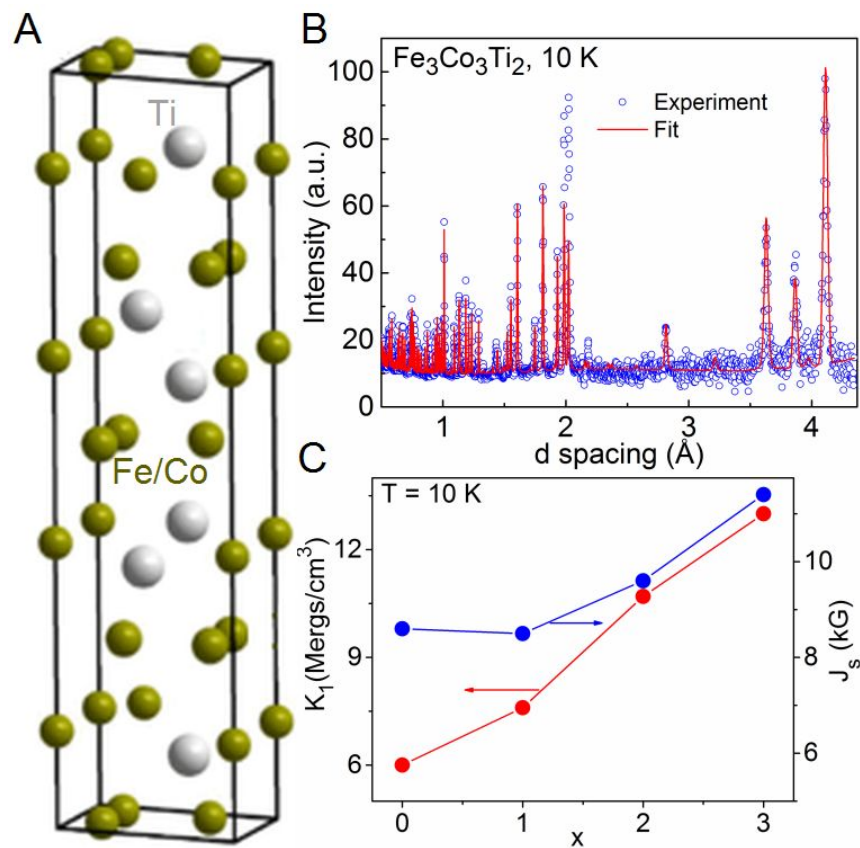 A
Ti
Fe/Co
B
Fe₃Co₃Ti₂, 10 K
Experiment
Fit
Intensity (a.u.)
100
80
60
40
20
0
1
2
3
4
d spacing (Å)
C
T = 10 K
K₁(Mergs/cm³)
12
9
6
10
8
6
Jₛ (kG)
0
1
2
3
x